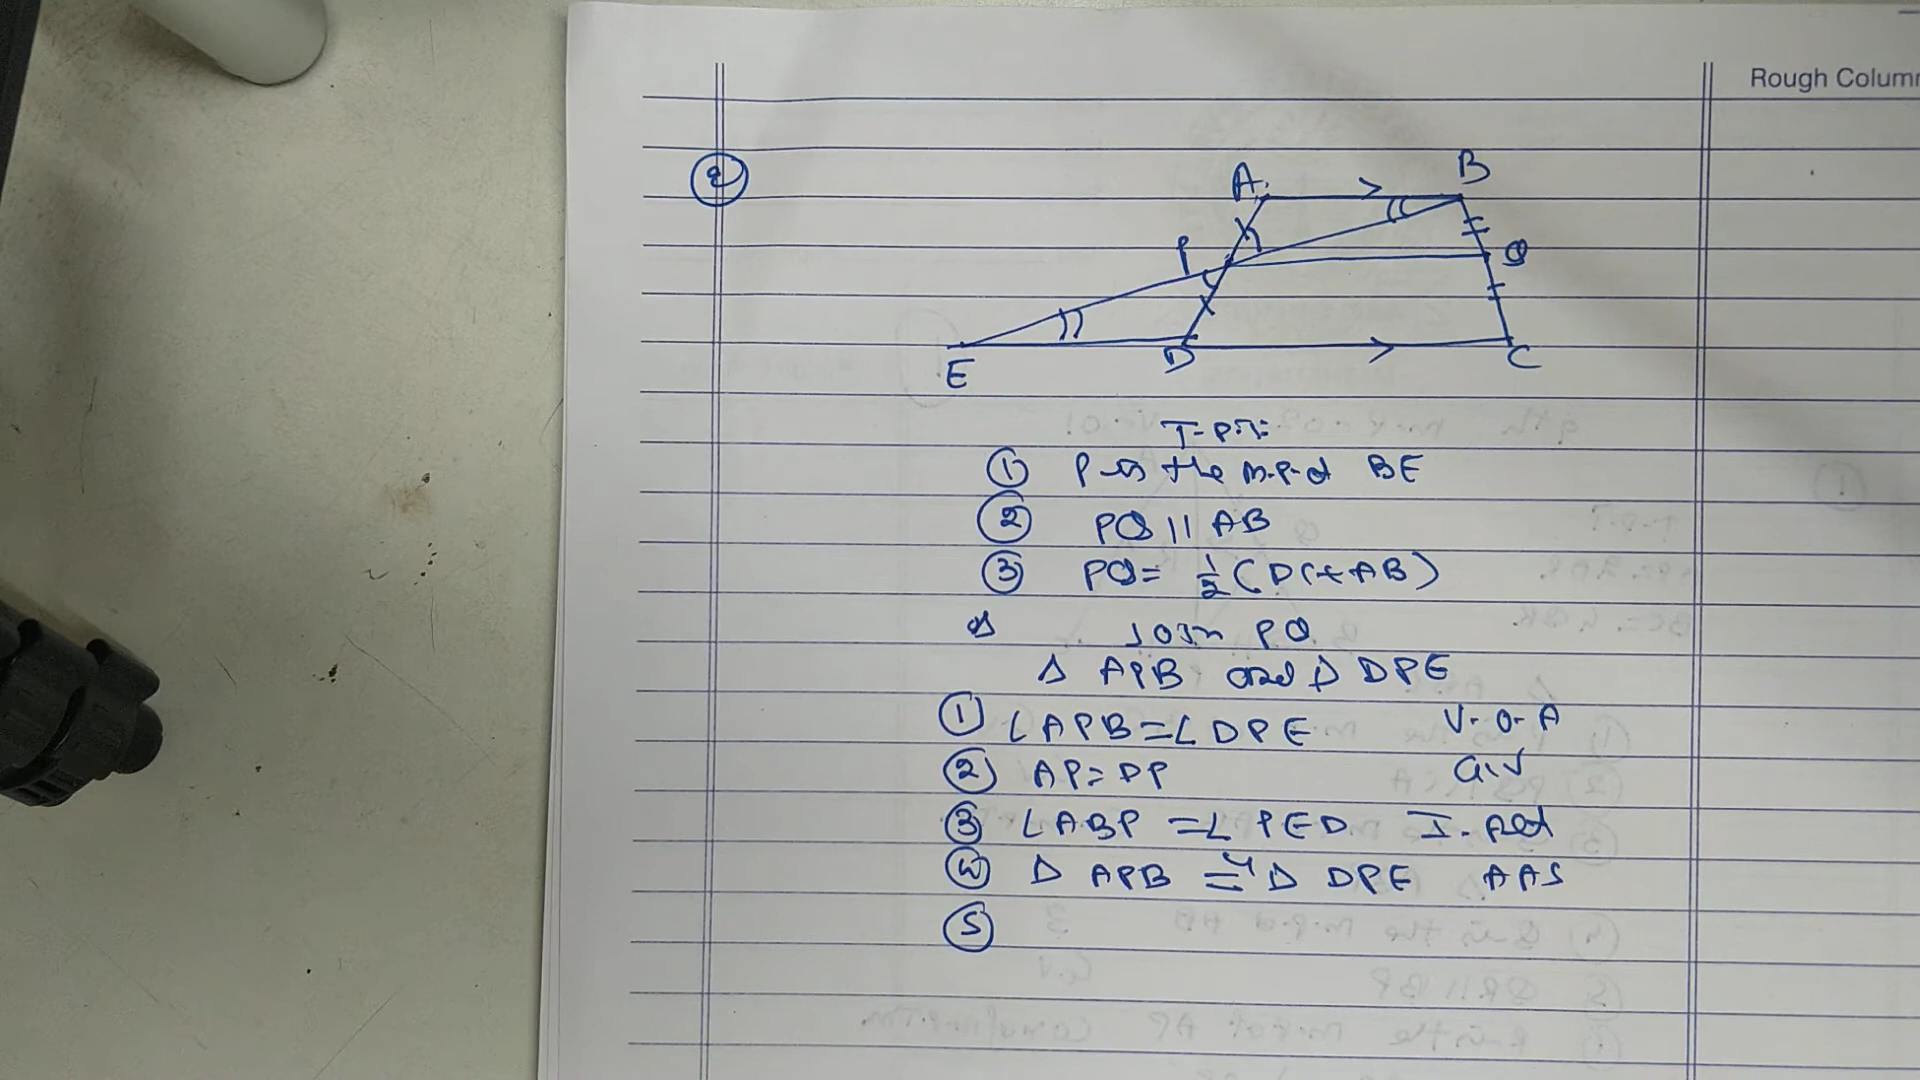 Rough Column
2
A B
P Q
E D C
T.P.T:
① P is the m.p. of BE
② PQ || AB
③ PQ = 1/2 (DC + AB)
Join PQ
Δ APB and Δ DPE
① ∠APB = ∠DPE V.O.A
② AP = DP Giv
③ ∠ABP = ∠PED I. Alt
④ Δ APB ≅ Δ DPE AAS
⑤